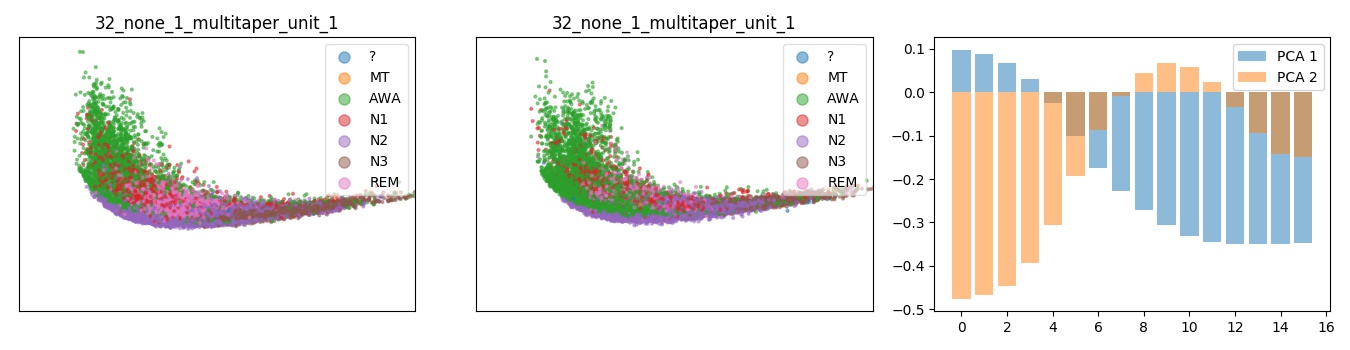 32_none_1_multitaper_unit_1
?
MT
AWA
N1
N2
N3
REM
32_none_1_multitaper_unit_1
?
MT
AWA
N1
N2
N3
REM
PCA 1
PCA 2
0.1
0.0
−0.1
−0.2
−0.3
−0.4
−0.5
0 2 4 6 8 10 12 14 16